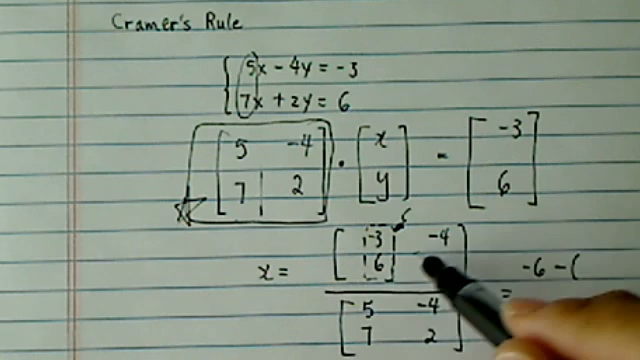 Cramer's Rule
5x - 4y = -3
7x + 2y = 6
5 -4 x -3
7 2 y 6
x = -3 -4 = -6 - (
6
5 -4
7 2